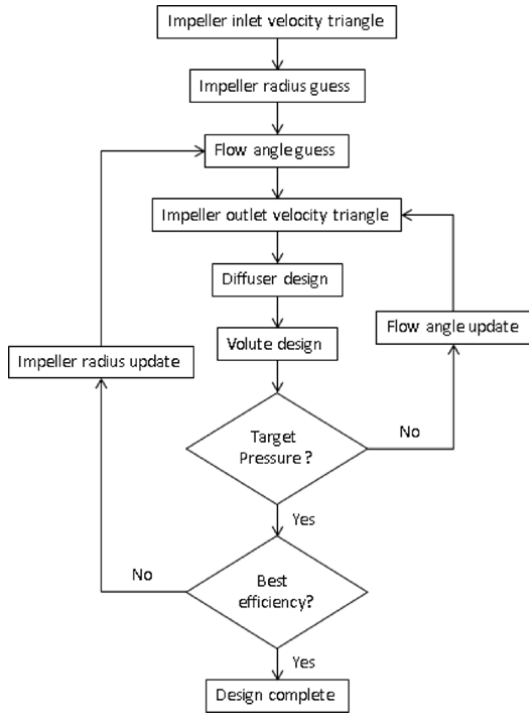 Impeller inlet velocity triangle
Impeller radius guess
Flow angle guess
Impeller outlet velocity triangle
Diffuser design
Flow angle update
Volute design
Impeller radius update
Target
Pressure?
No
Yes
No
Best
efficiency?
Yes
Design complete